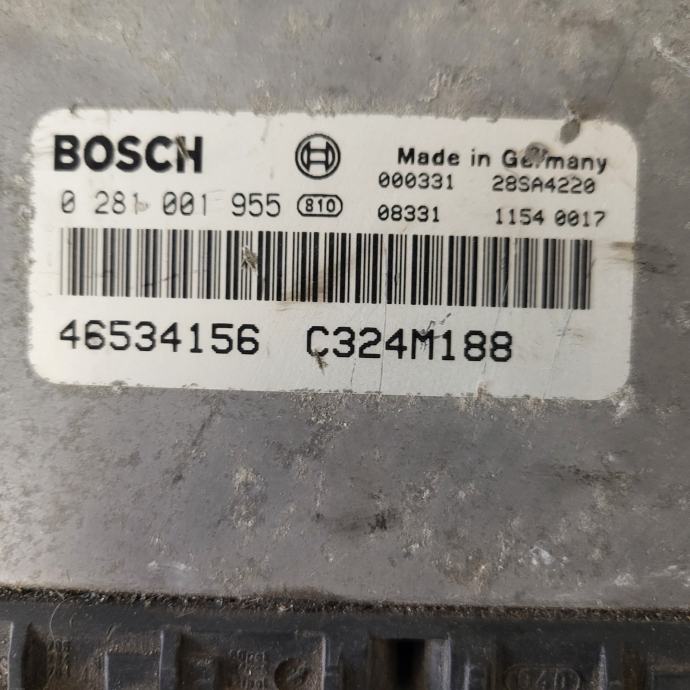 BOSCH
Made in Germany
000331 28SA4220
0 281 001 955 810
08331 1154 0017
46534156 C324M188